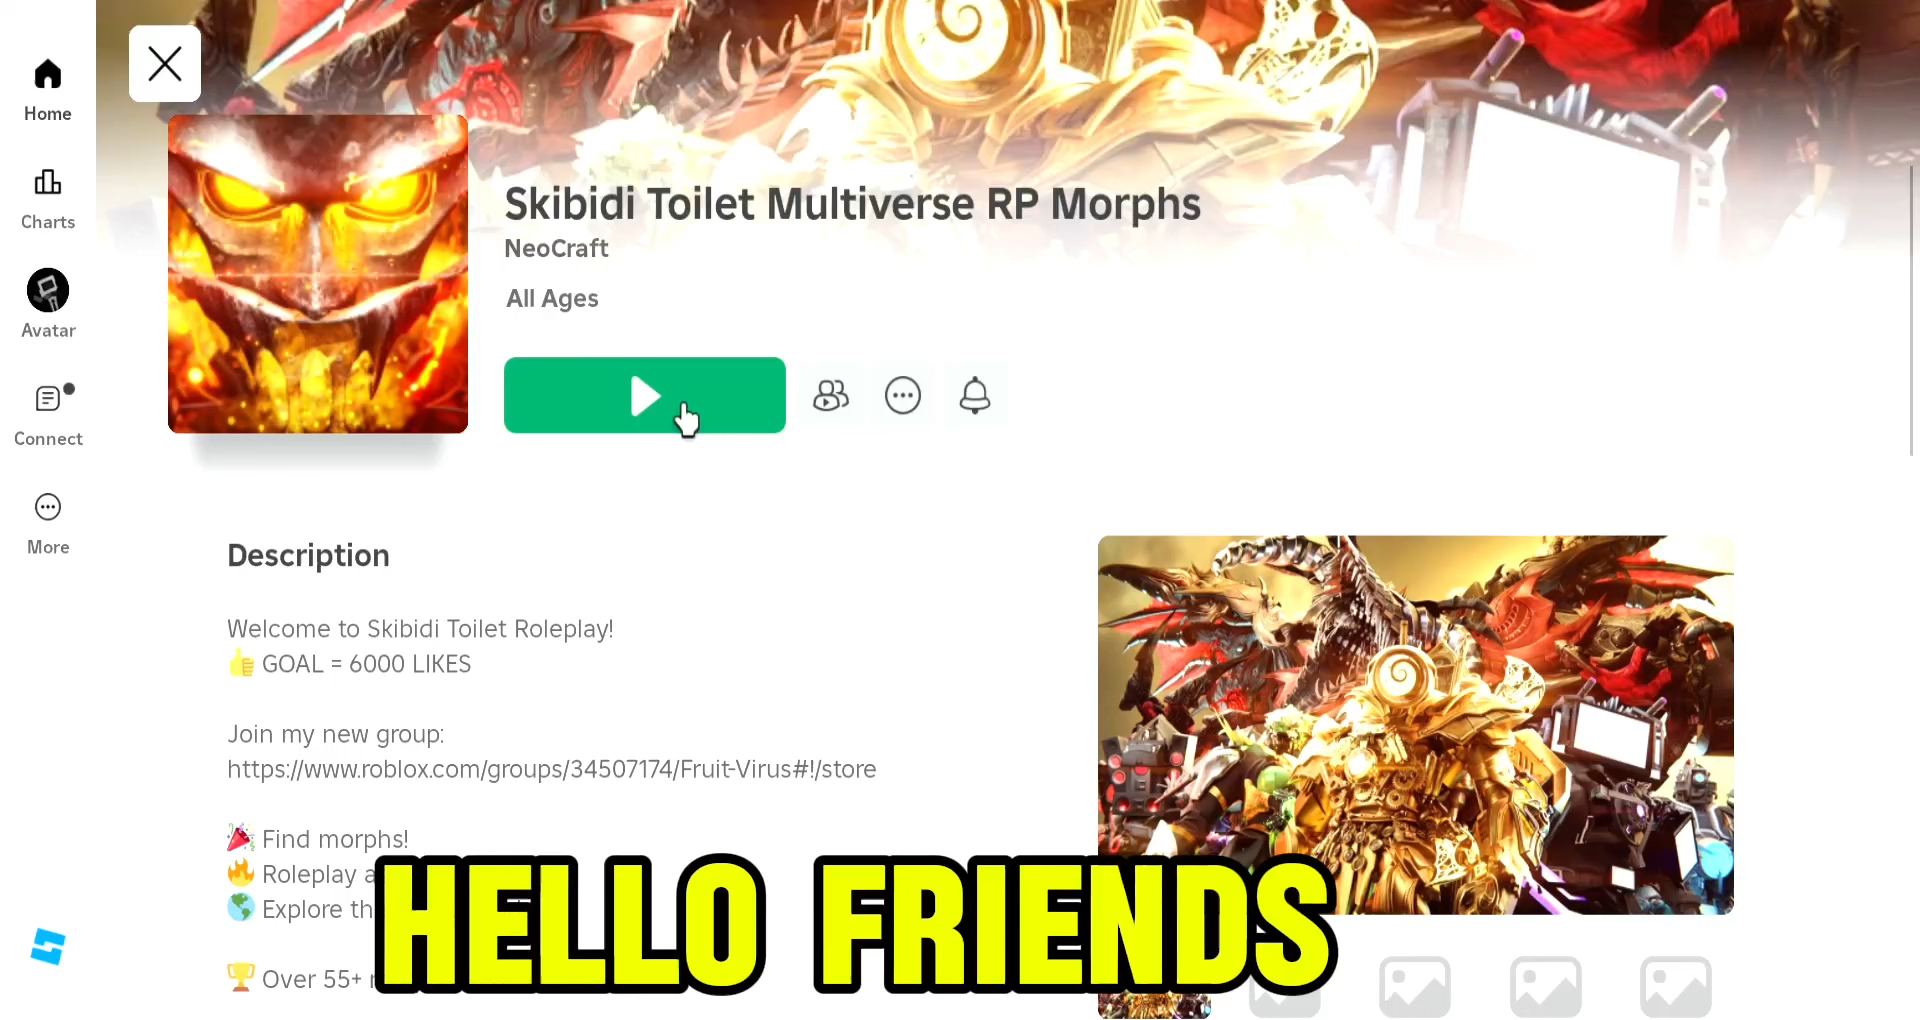 Home
Charts
Avatar
Connect
More
Skibidi Toilet Multiverse RP Morphs
NeoCraft
All Ages
Description
Welcome to Skibidi Toilet Roleplay!
👍 GOAL = 6000 LIKES
Join my new group:
https://www.roblox.com/groups/34507174/Fruit-Virus#!/store
🎉 Find morphs!
🔥 Roleplay a
🌎 Explore th
🏆 Over 55+
HELLO FRIENDS